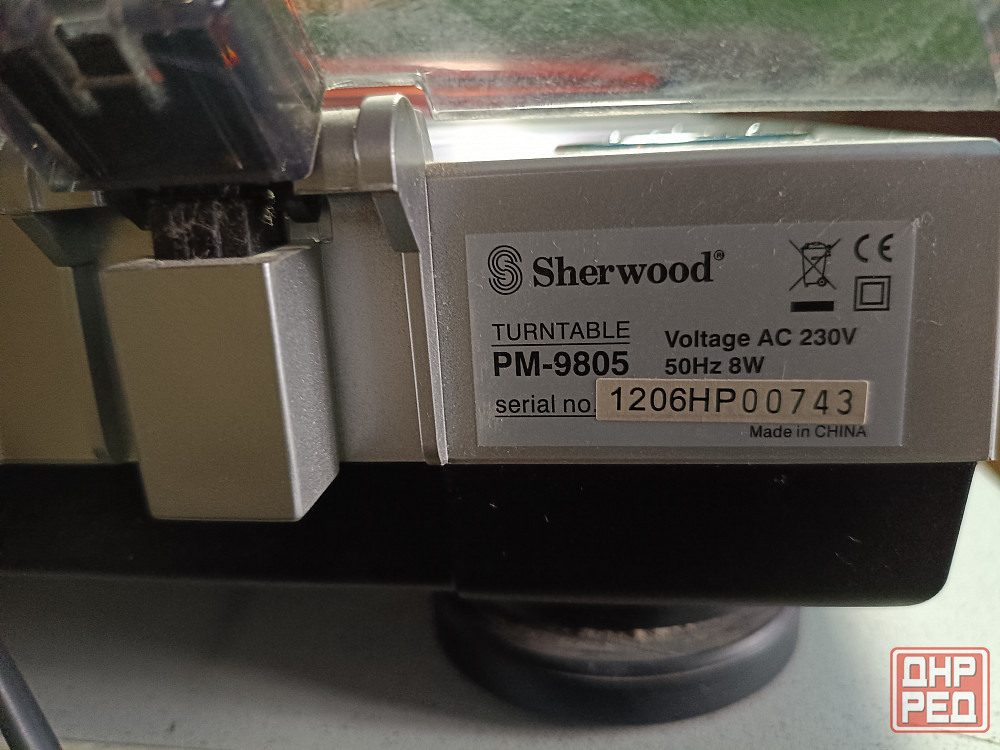 Sherwood®
CE
TURNTABLE
PM-9805
Voltage AC 230V
50Hz 8W
serial no. 1206HP00743
Made in CHINA
ДНР
РЕД